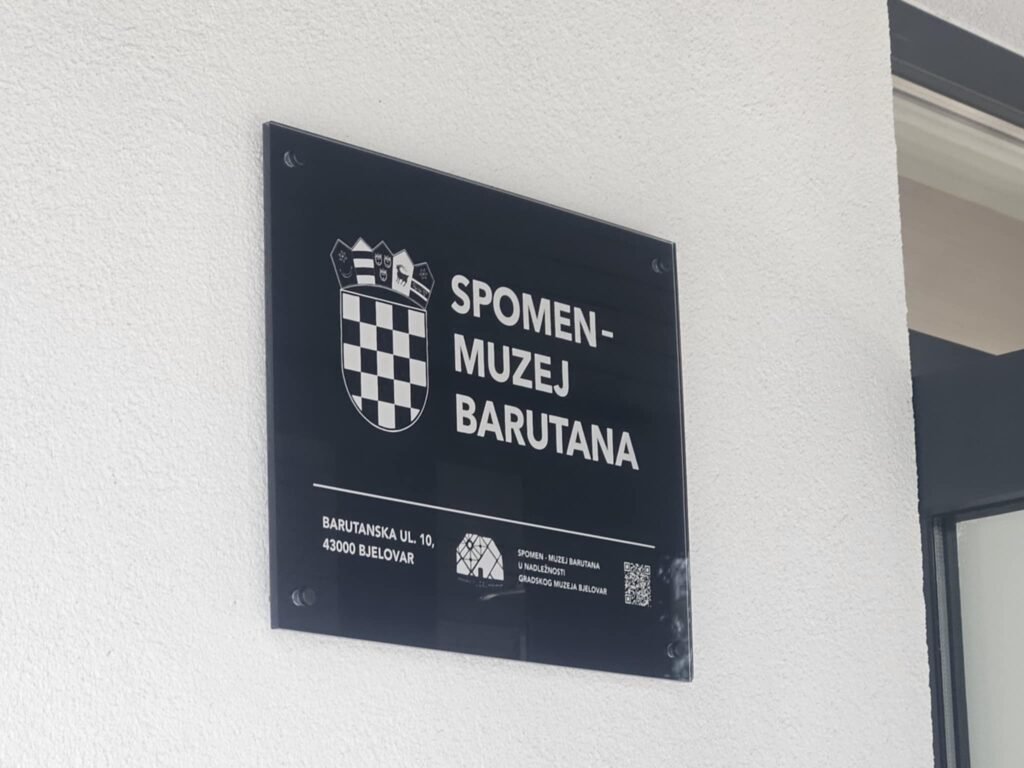 SPOMEN-
MUZEJ
BARUTANA
BARUTANSKA UL. 10,
43000 BJELOVAR
SPOMEN - MUZEJ BARUTANA
U NADLEŽNOSTI
GRADSKOG MUZEJA BJELOVAR